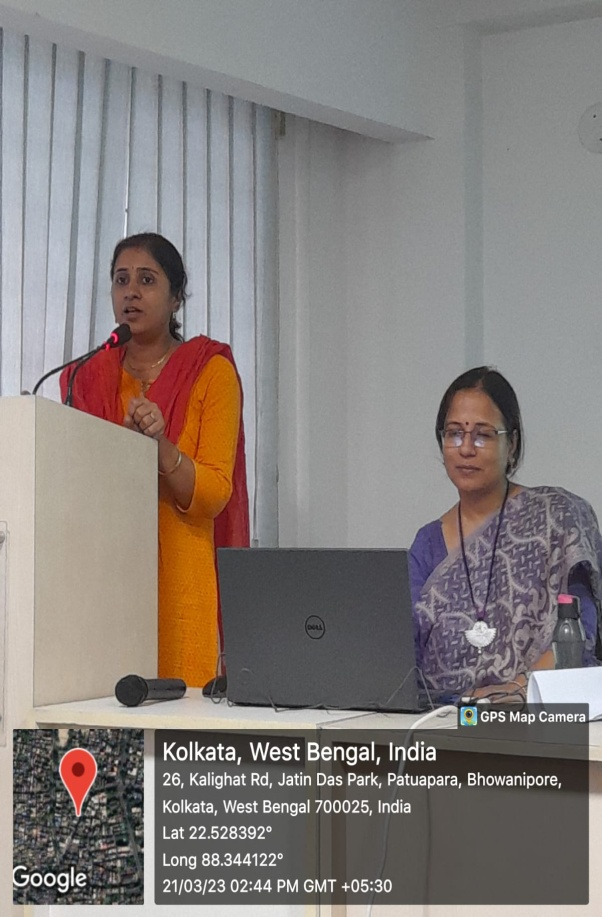 DELL
GPS Map Camera
Kolkata, West Bengal, India
26, Kalighat Rd, Jatin Das Park, Patuapara, Bhowanipore,
Kolkata, West Bengal 700025, India
Lat 22.528392°
Long 88.344122°
21/03/23 02:44 PM GMT +05:30
Google